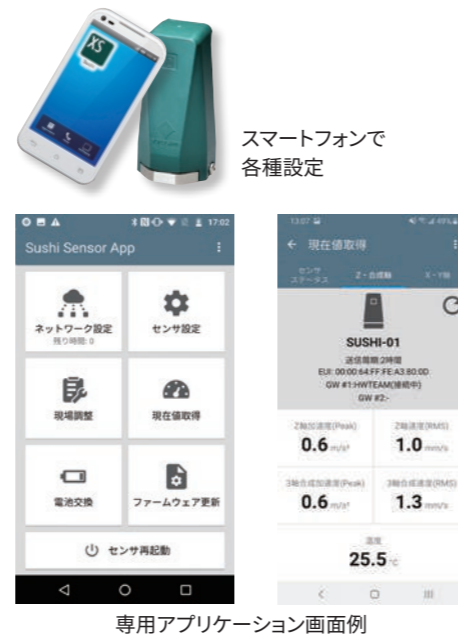 XS
スマートフォンで
各種設定
17:02
Sushi Sensor App
ネットワーク設定
残り時間: 0
センサ設定
現場調整
現在値取得
電池交換
ファームウェア更新
センサ再起動
13:07
49%
現在値取得
センサ
ステータス
Z・合成軸
X・Y軸
SUSHI-01
送信周期:2時間
EUI: 00:00:64:FF:FE:A3:80:0D
GW #1:HWTEAM(接続中)
GW #2:-
Z軸加速度(Peak)
Z軸速度(RMS)
0.6 m/s²
1.0 mm/s
3軸合成加速度(Peak)
3軸合成速度(RMS)
0.6 m/s²
1.3 mm/s
温度
25.5 ℃
専用アプリケーション画面例